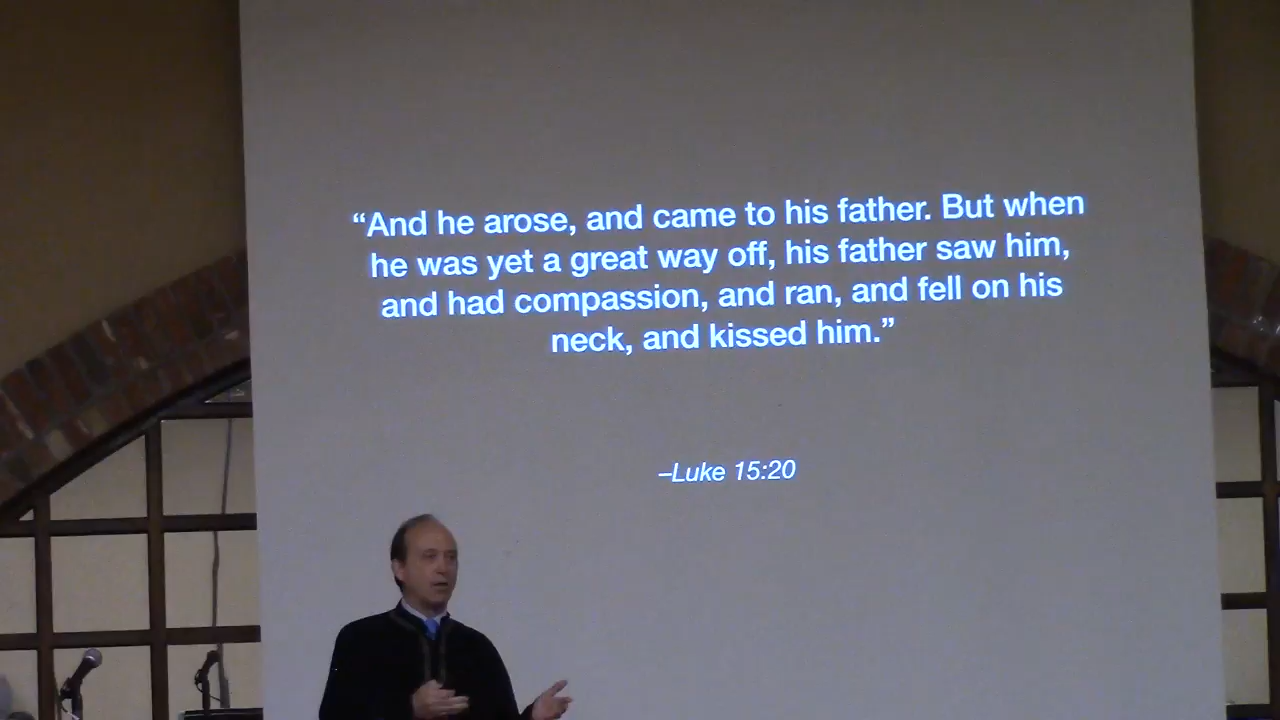 “And he arose, and came to his father. But when
he was yet a great way off, his father saw him,
and had compassion, and ran, and fell on his
neck, and kissed him.”
–Luke 15:20